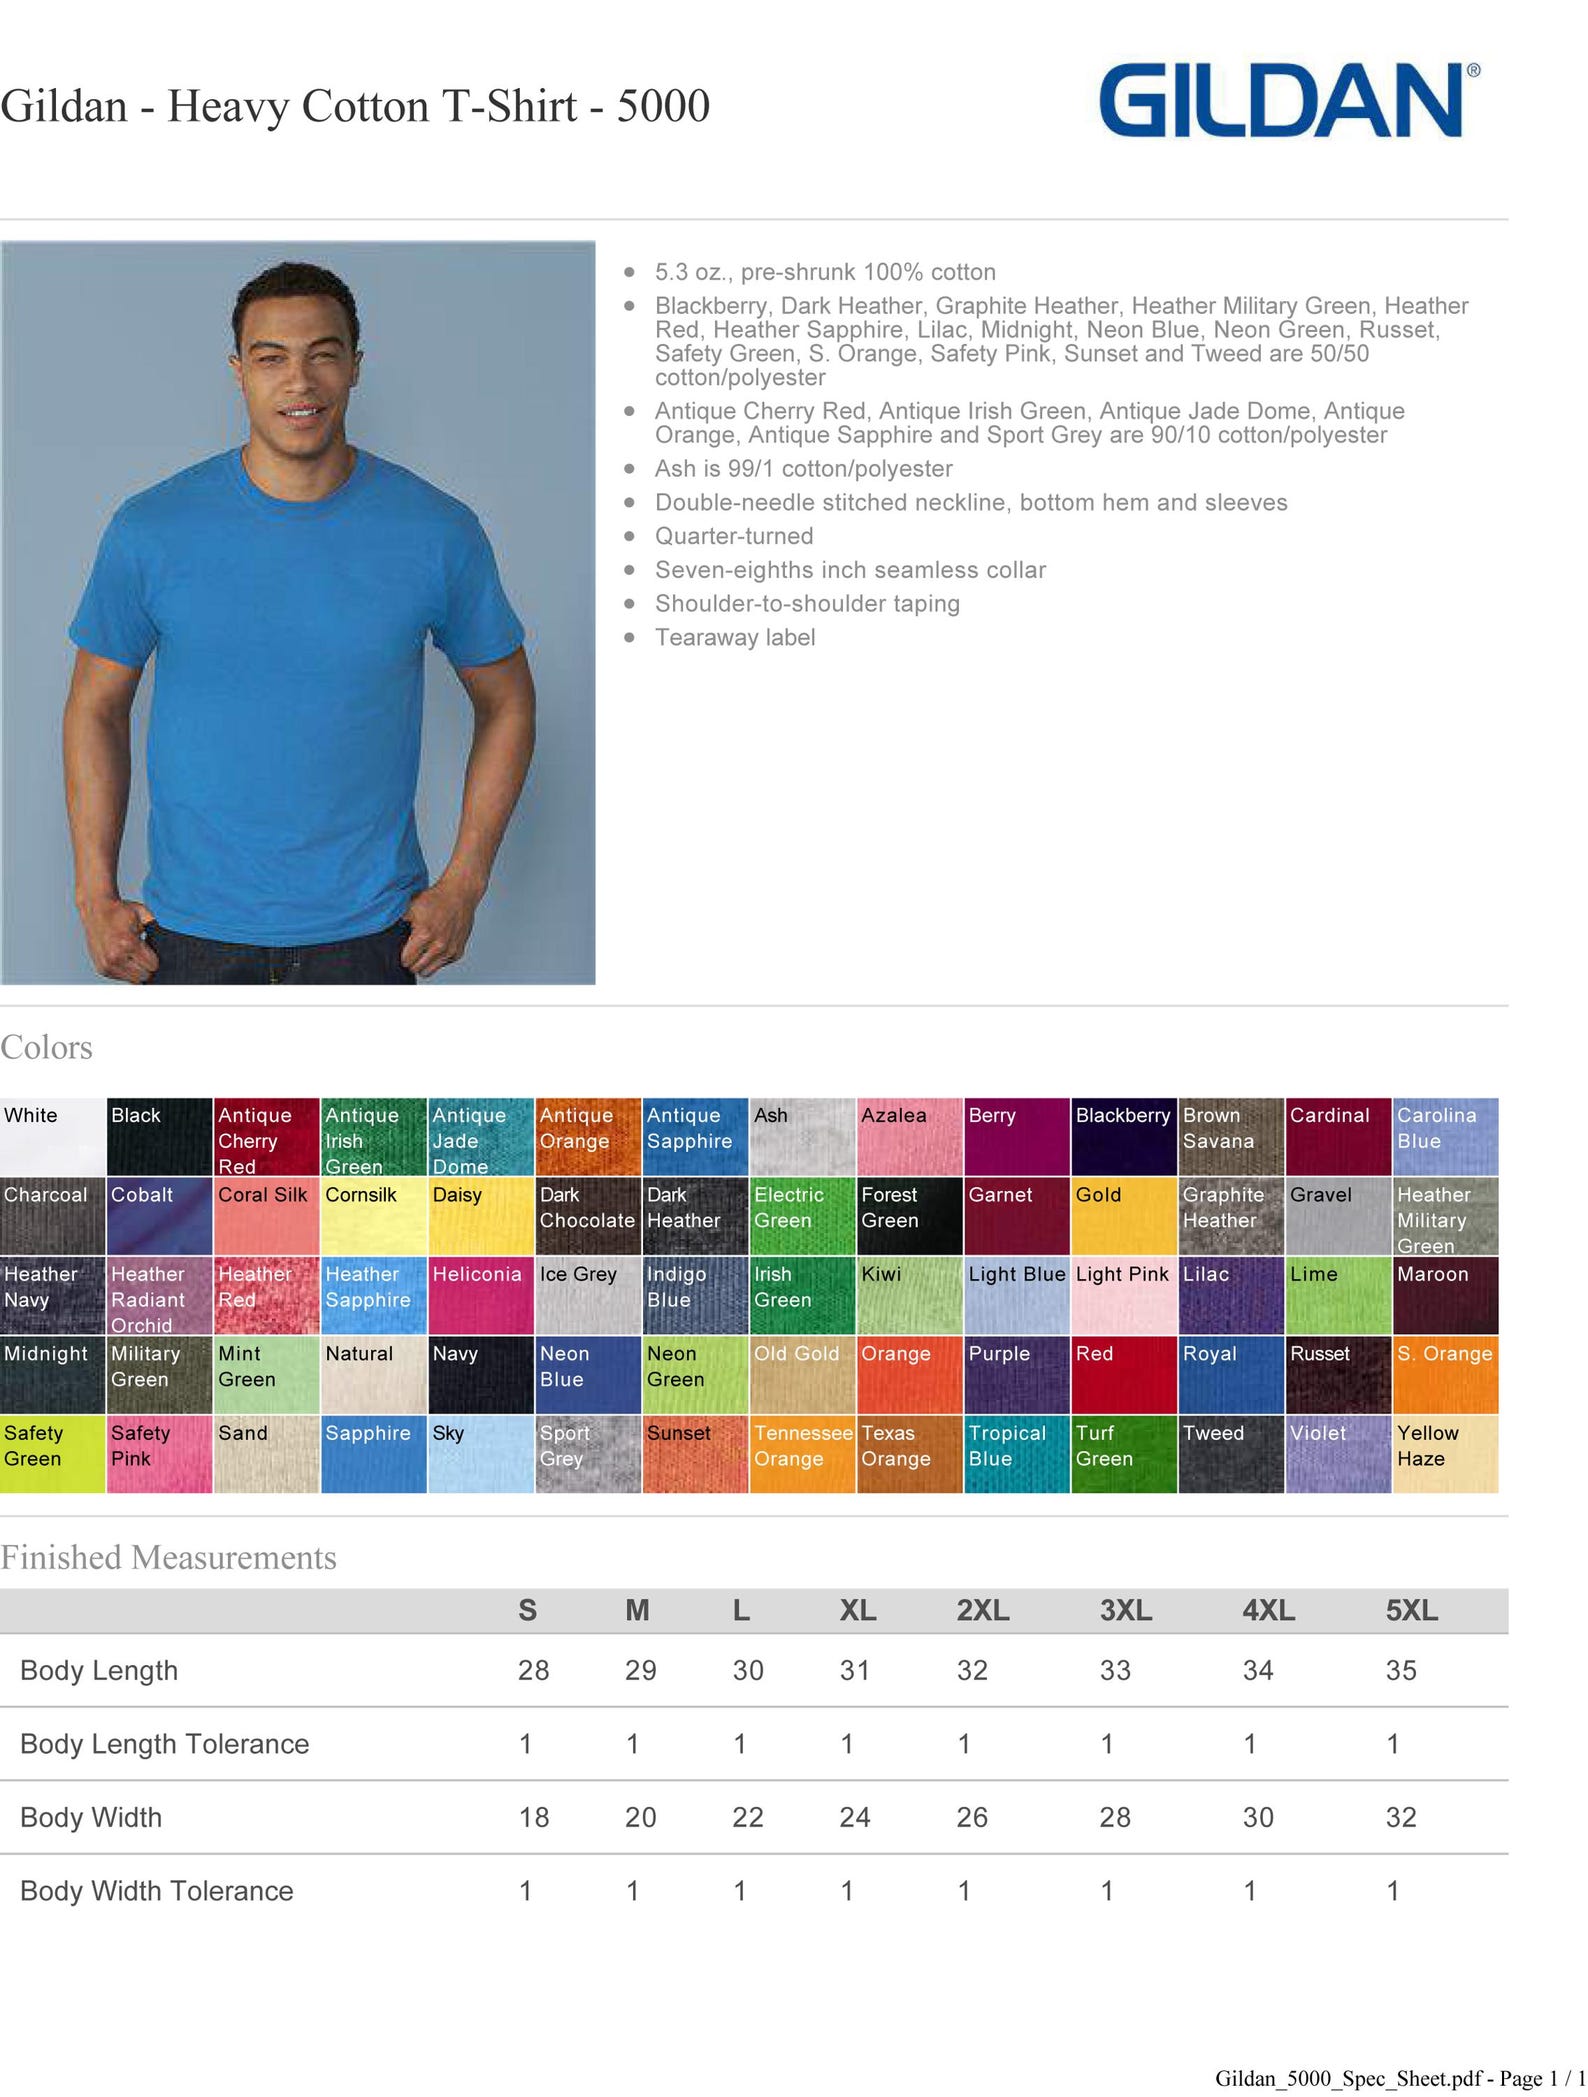 Gildan - Heavy Cotton T-Shirt - 5000
GILDAN®
5.3 oz., pre-shrunk 100% cotton
Blackberry, Dark Heather, Graphite Heather, Heather Military Green, Heather
Red, Heather Sapphire, Lilac, Midnight, Neon Blue, Neon Green, Russet,
Safety Green, S. Orange, Safety Pink, Sunset and Tweed are 50/50
cotton/polyester
Antique Cherry Red, Antique Irish Green, Antique Jade Dome, Antique
Orange, Antique Sapphire and Sport Grey are 90/10 cotton/polyester
Ash is 99/1 cotton/polyester
Double-needle stitched neckline, bottom hem and sleeves
Quarter-turned
Seven-eighths inch seamless collar
Shoulder-to-shoulder taping
Tearaway label
Colors
White
Black
Antique
Cherry
Red
Antique
Irish
Green
Antique
Jade
Dome
Antique
Orange
Antique
Sapphire
Ash
Azalea
Berry
Blackberry
Brown
Savana
Cardinal
Carolina
Blue
Charcoal
Cobalt
Coral Silk
Cornsilk
Daisy
Dark
Chocolate
Dark
Heather
Electric
Green
Forest
Green
Garnet
Gold
Graphite
Heather
Gravel
Heather
Military
Green
Heather
Navy
Heather
Radiant
Orchid
Heather
Red
Heather
Sapphire
Heliconia
Ice Grey
Indigo
Blue
Irish
Green
Kiwi
Light Blue
Light Pink
Lilac
Lime
Maroon
Midnight
Military
Green
Mint
Green
Natural
Navy
Neon
Blue
Neon
Green
Old Gold
Orange
Purple
Red
Royal
Russet
S. Orange
Safety
Green
Safety
Pink
Sand
Sapphire
Sky
Sport
Grey
Sunset
Tennessee
Orange
Texas
Orange
Tropical
Blue
Turf
Green
Tweed
Violet
Yellow
Haze
Finished Measurements
S M L XL 2XL 3XL 4XL 5XL
Body Length 28 29 30 31 32 33 34 35
Body Length Tolerance 1 1 1 1 1 1 1 1
Body Width 18 20 22 24 26 28 30 32
Body Width Tolerance 1 1 1 1 1 1 1 1
Gildan_5000_Spec_Sheet.pdf - Page 1 / 1